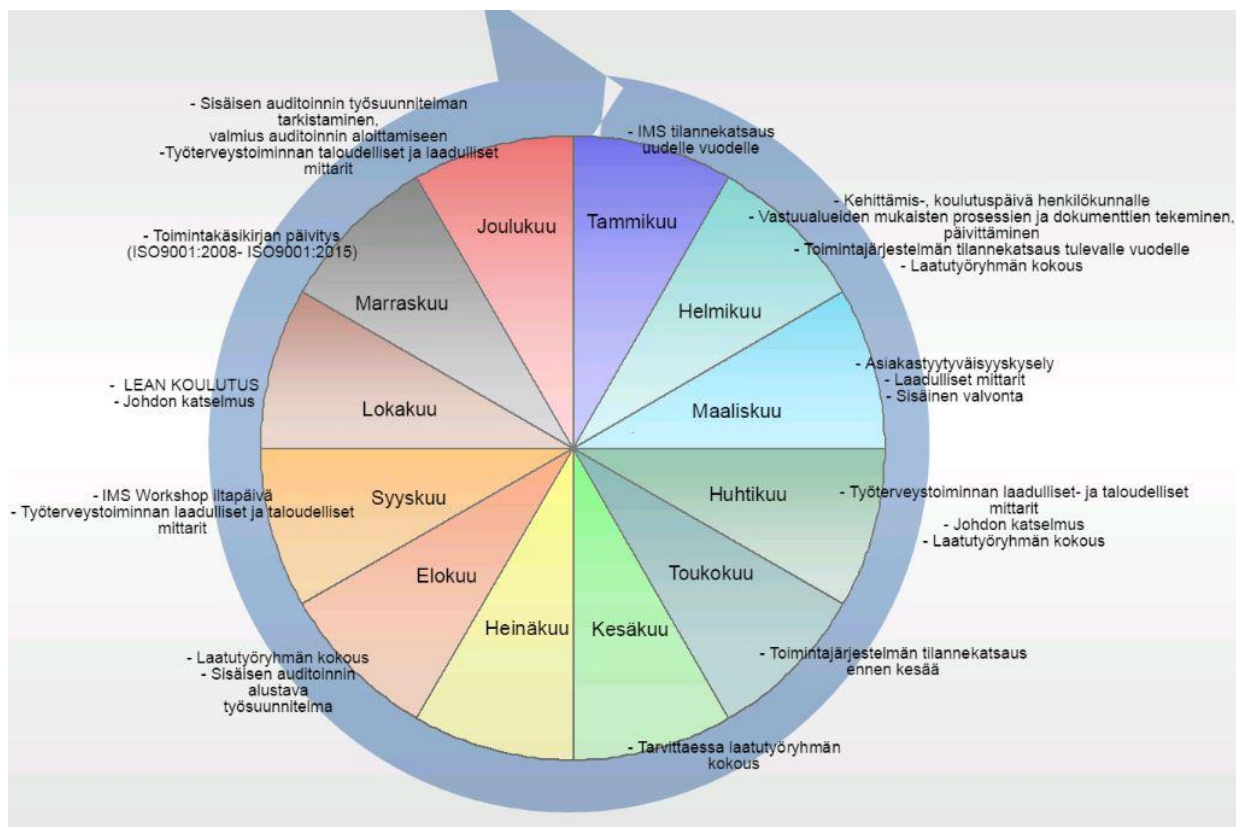 - IMS tilannekatsaus
uudelle vuodelle
Tammikuu
- Kehittämis-, koulutuspäivä henkilökunnalle
- Vastuualueiden mukaisten prosessien ja dokumenttien tekeminen,
päivittäminen
- Toimintajärjestelmän tilannekatsaus tulevalle vuodelle
- Laatutyöryhmän kokous
Helmikuu
- Asiakastyytyväisyyskysely
- Laadulliset mittarit
- Sisäinen valvonta
Maaliskuu
Huhtikuu
- Työterveystoiminnan laadulliset- ja taloudelliset
mittarit
- Johdon katselmus
- Laatutyöryhmän kokous
Toukokuu
- Toimintajärjestelmän tilannekatsaus
ennen kesää
Kesäkuu
- Tarvittaessa laatutyöryhmän
kokous
Heinäkuu
Elokuu
- Laatutyöryhmän kokous
- Sisäisen auditoinnin
alustava
työsuunnitelma
Syyskuu
- IMS Workshop iltapäivä
- Työterveystoiminnan laadulliset ja taloudelliset
mittarit
- LEAN KOULUTUS
- Johdon katselmus
Lokakuu
- Toimintakäsikirjan päivitys
(ISO9001:2008- ISO9001:2015)
Marraskuu
- Sisäisen auditoinnin työsuunnitelman
tarkistaminen,
valmius auditoinnin aloittamiseen
-Työterveystoiminnan taloudelliset ja laadulliset
mittarit
Joulukuu